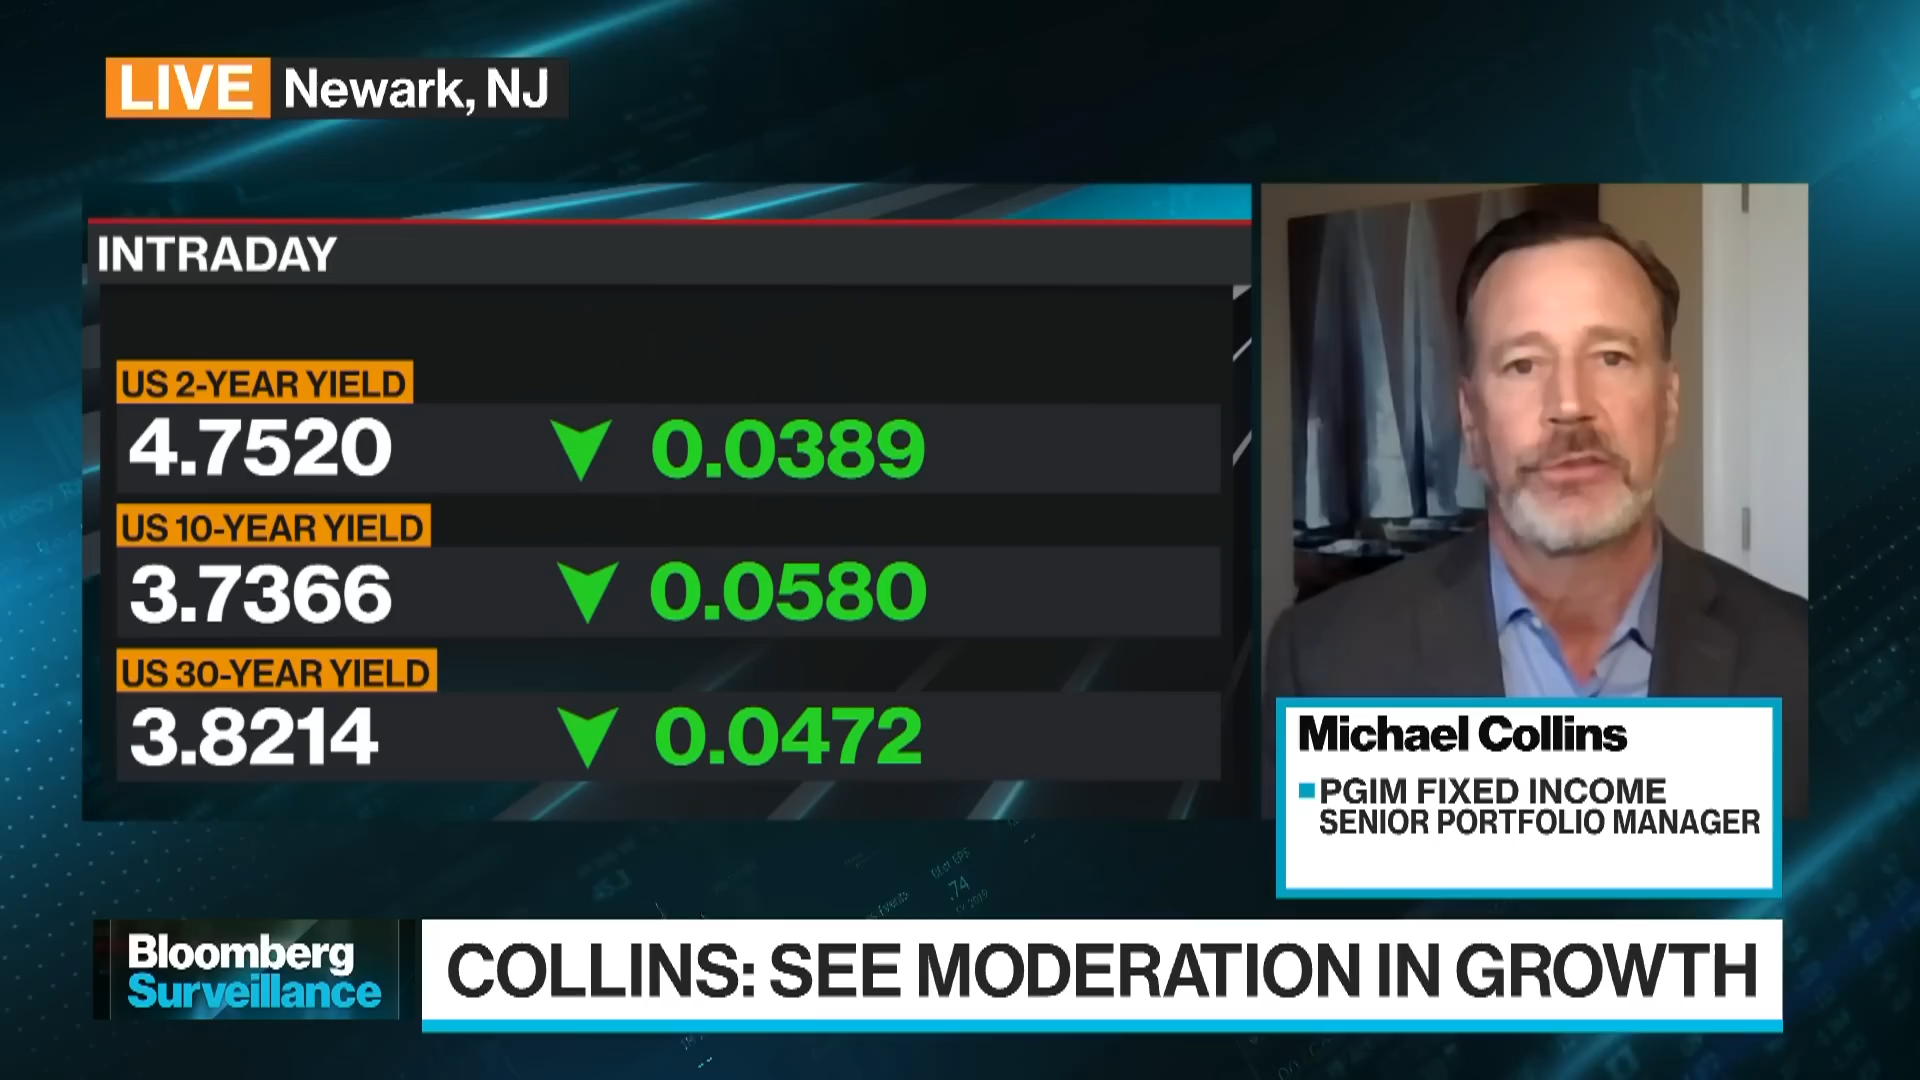 LIVE Newark, NJ
INTRADAY
US 2-YEAR YIELD
4.7520 ▼ 0.0389
US 10-YEAR YIELD
3.7366 ▼ 0.0580
US 30-YEAR YIELD
3.8214 ▼ 0.0472
Michael Collins
PGIM FIXED INCOME
SENIOR PORTFOLIO MANAGER
Bloomberg
Surveillance
COLLINS: SEE MODERATION IN GROWTH
74